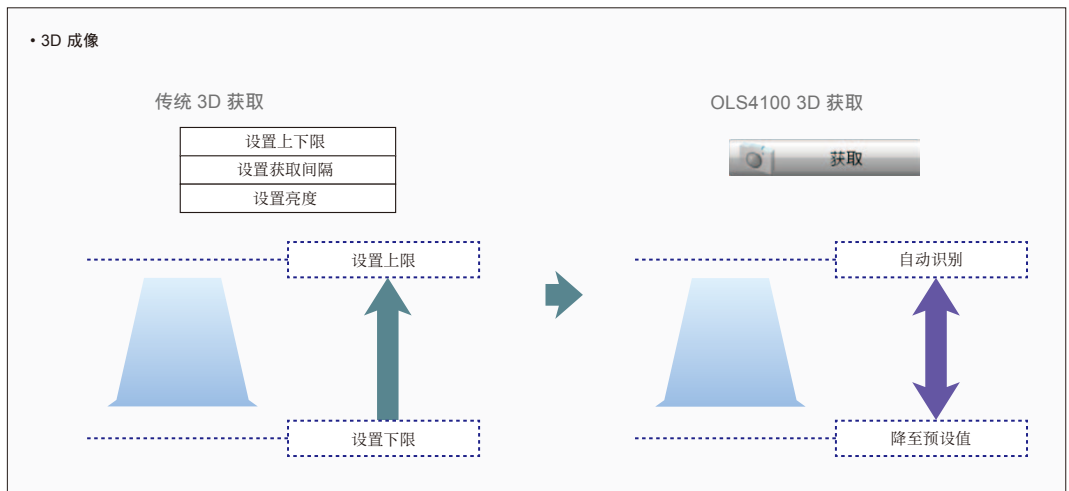 • 3D 成像
传统 3D 获取
设置上下限
设置获取间隔
设置亮度
设置上限
设置下限
OLS4100 3D 获取
获取
自动识别
降至预设值